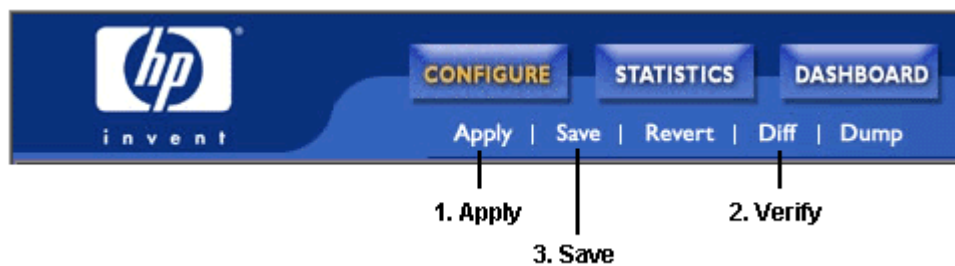 hp
invent
CONFIGURE STATISTICS DASHBOARD
Apply | Save | Revert | Diff | Dump
1. Apply 2. Verify
3. Save